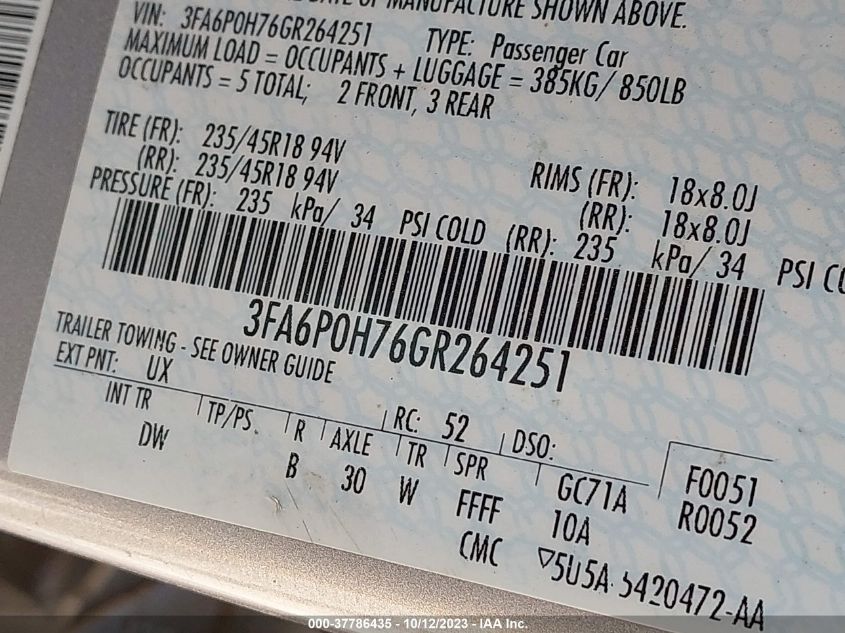 DATE OF MANUFACTURE SHOWN ABOVE.
VIN: 3FA6P0H76GR264251 TYPE: Passenger Car
MAXIMUM LOAD = OCCUPANTS + LUGGAGE = 385KG/ 850LB
OCCUPANTS = 5 TOTAL; 2 FRONT, 3 REAR
TIRE (FR): 235/45R18 94V RIMS (FR): 18x8.0J
(RR): 235/45R18 94V (RR): 18x8.0J
PRESSURE (FR): 235 kPa/ 34 PSI COLD (RR): 235 kPa/ 34 PSI
3FA6P0H76GR264251
TRAILER TOWING - SEE OWNER GUIDE
EXT PNT: UX RC: 52 DSO:
INT TR TP/PS. R AXLE TR SPR GC71A F0051
DW B 30 W FFFF 10A R0052
CMC ▽5U5A-5420472-AA
000-37786435 - 10/12/2023 - IAA Inc.